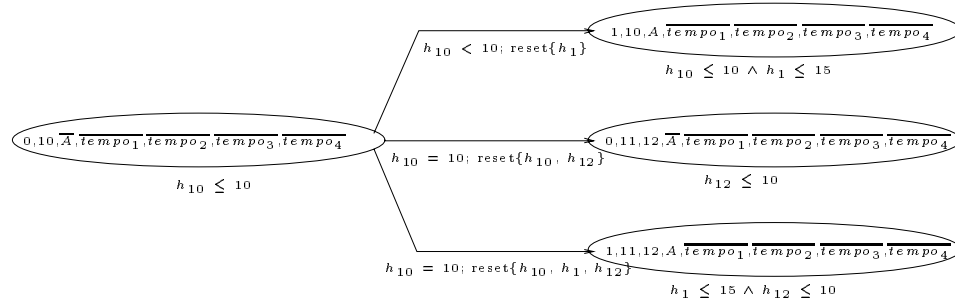 1,10,A,t̅e̅m̅p̅o̅₁̅,t̅e̅m̅p̅o̅₂̅,t̅e̅m̅p̅o̅₃̅,t̅e̅m̅p̅o̅₄̅
h₁₀ < 10; reset{h₁}
h₁₀ ≤ 10 ∧ h₁ ≤ 15
0,10,A̅,t̅e̅m̅p̅o̅₁̅,t̅e̅m̅p̅o̅₂̅,t̅e̅m̅p̅o̅₃̅,t̅e̅m̅p̅o̅₄̅
0,11,12,A̅,t̅e̅m̅p̅o̅₁̅,t̅e̅m̅p̅o̅₂̅,t̅e̅m̅p̅o̅₃̅,t̅e̅m̅p̅o̅₄̅
h₁₀ = 10; reset{h₁₀, h₁₂}
h₁₀ ≤ 10
h₁₂ ≤ 10
1,11,12,A,t̅e̅m̅p̅o̅₁̅,t̅e̅m̅p̅o̅₂̅,t̅e̅m̅p̅o̅₃̅,t̅e̅m̅p̅o̅₄̅
h₁₀ = 10; reset{h₁₀, h₁, h₁₂}
h₁ ≤ 15 ∧ h₁₂ ≤ 10